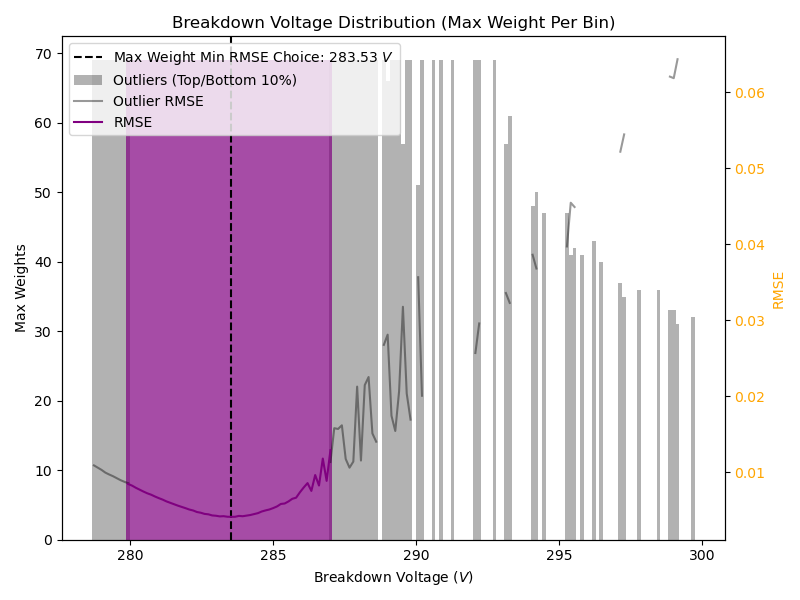 Breakdown Voltage Distribution (Max Weight Per Bin)
Max Weight Min RMSE Choice: 283.53 V
Outliers (Top/Bottom 10%)
Outlier RMSE
RMSE
Max Weights
70
60
50
40
30
20
10
0
0.06
0.05
0.04
0.03
0.02
0.01
RMSE
280
285
290
295
300
Breakdown Voltage (V)